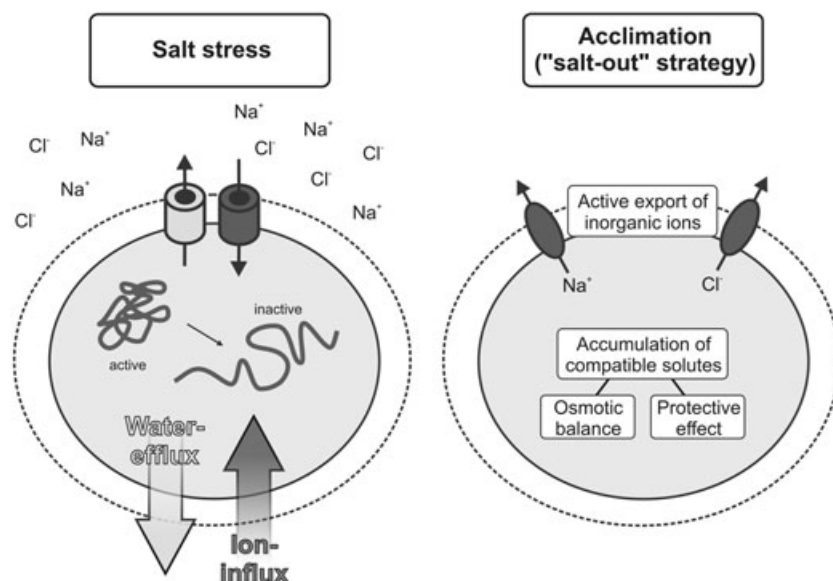 Salt stress
Na⁺
Cl⁻
Na⁺
Na⁺
Cl⁻
Cl⁻
Cl⁻
Na⁺
Cl⁻
Cl⁻
Na⁺
active
inactive
Water-
efflux
Ion-
influx
Acclimation
("salt-out" strategy)
Active export of
inorganic ions
Na⁺
Cl⁻
Accumulation of
compatible solutes
Osmotic
balance
Protective
effect